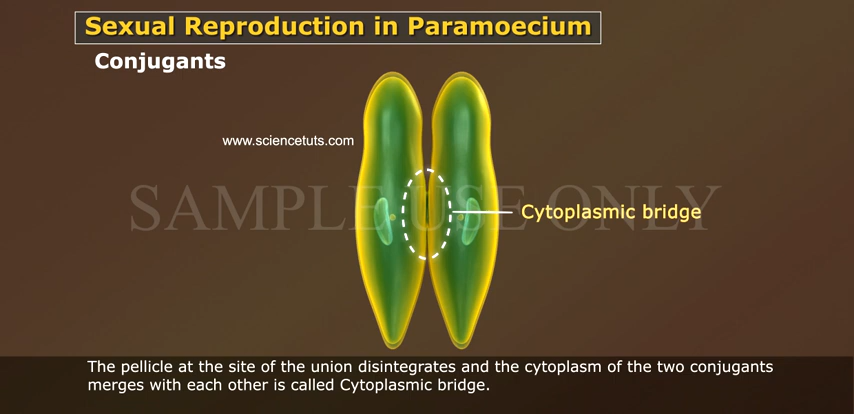 Sexual Reproduction in Paramoecium
Conjugants
www.sciencetuts.com
SAMPLE USE ONLY
Cytoplasmic bridge
The pellicle at the site of the union disintegrates and the cytoplasm of the two conjugants
merges with each other is called Cytoplasmic bridge.